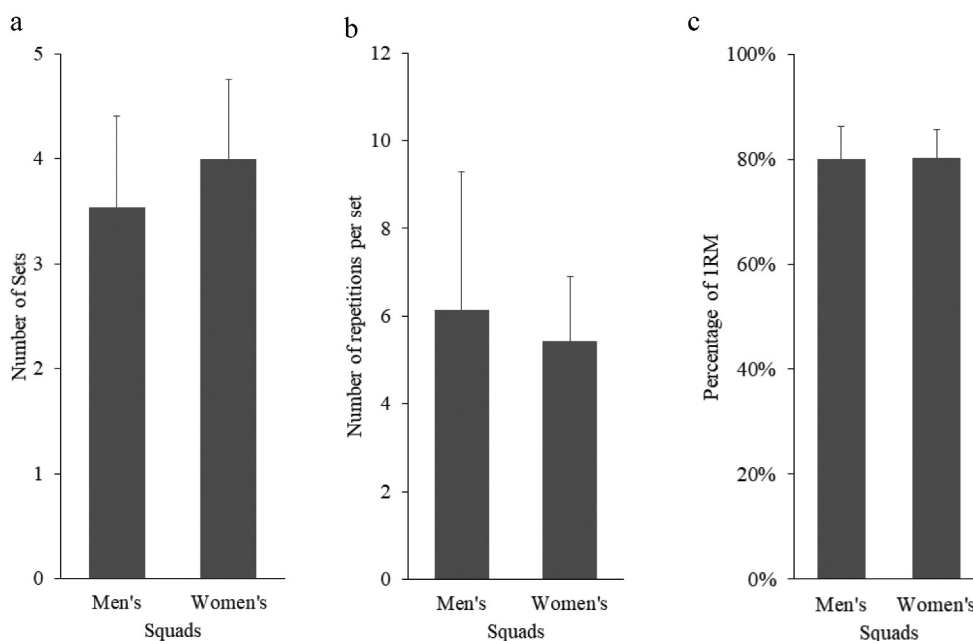 a
Number of Sets
5
4
3
2
1
0
Men's Women's
Squads
b
Number of repetitions per set
12
10
8
6
4
2
0
Men's Women's
Squads
c
Percentage of 1RM
100%
80%
60%
40%
20%
0%
Men's Women's
Squads